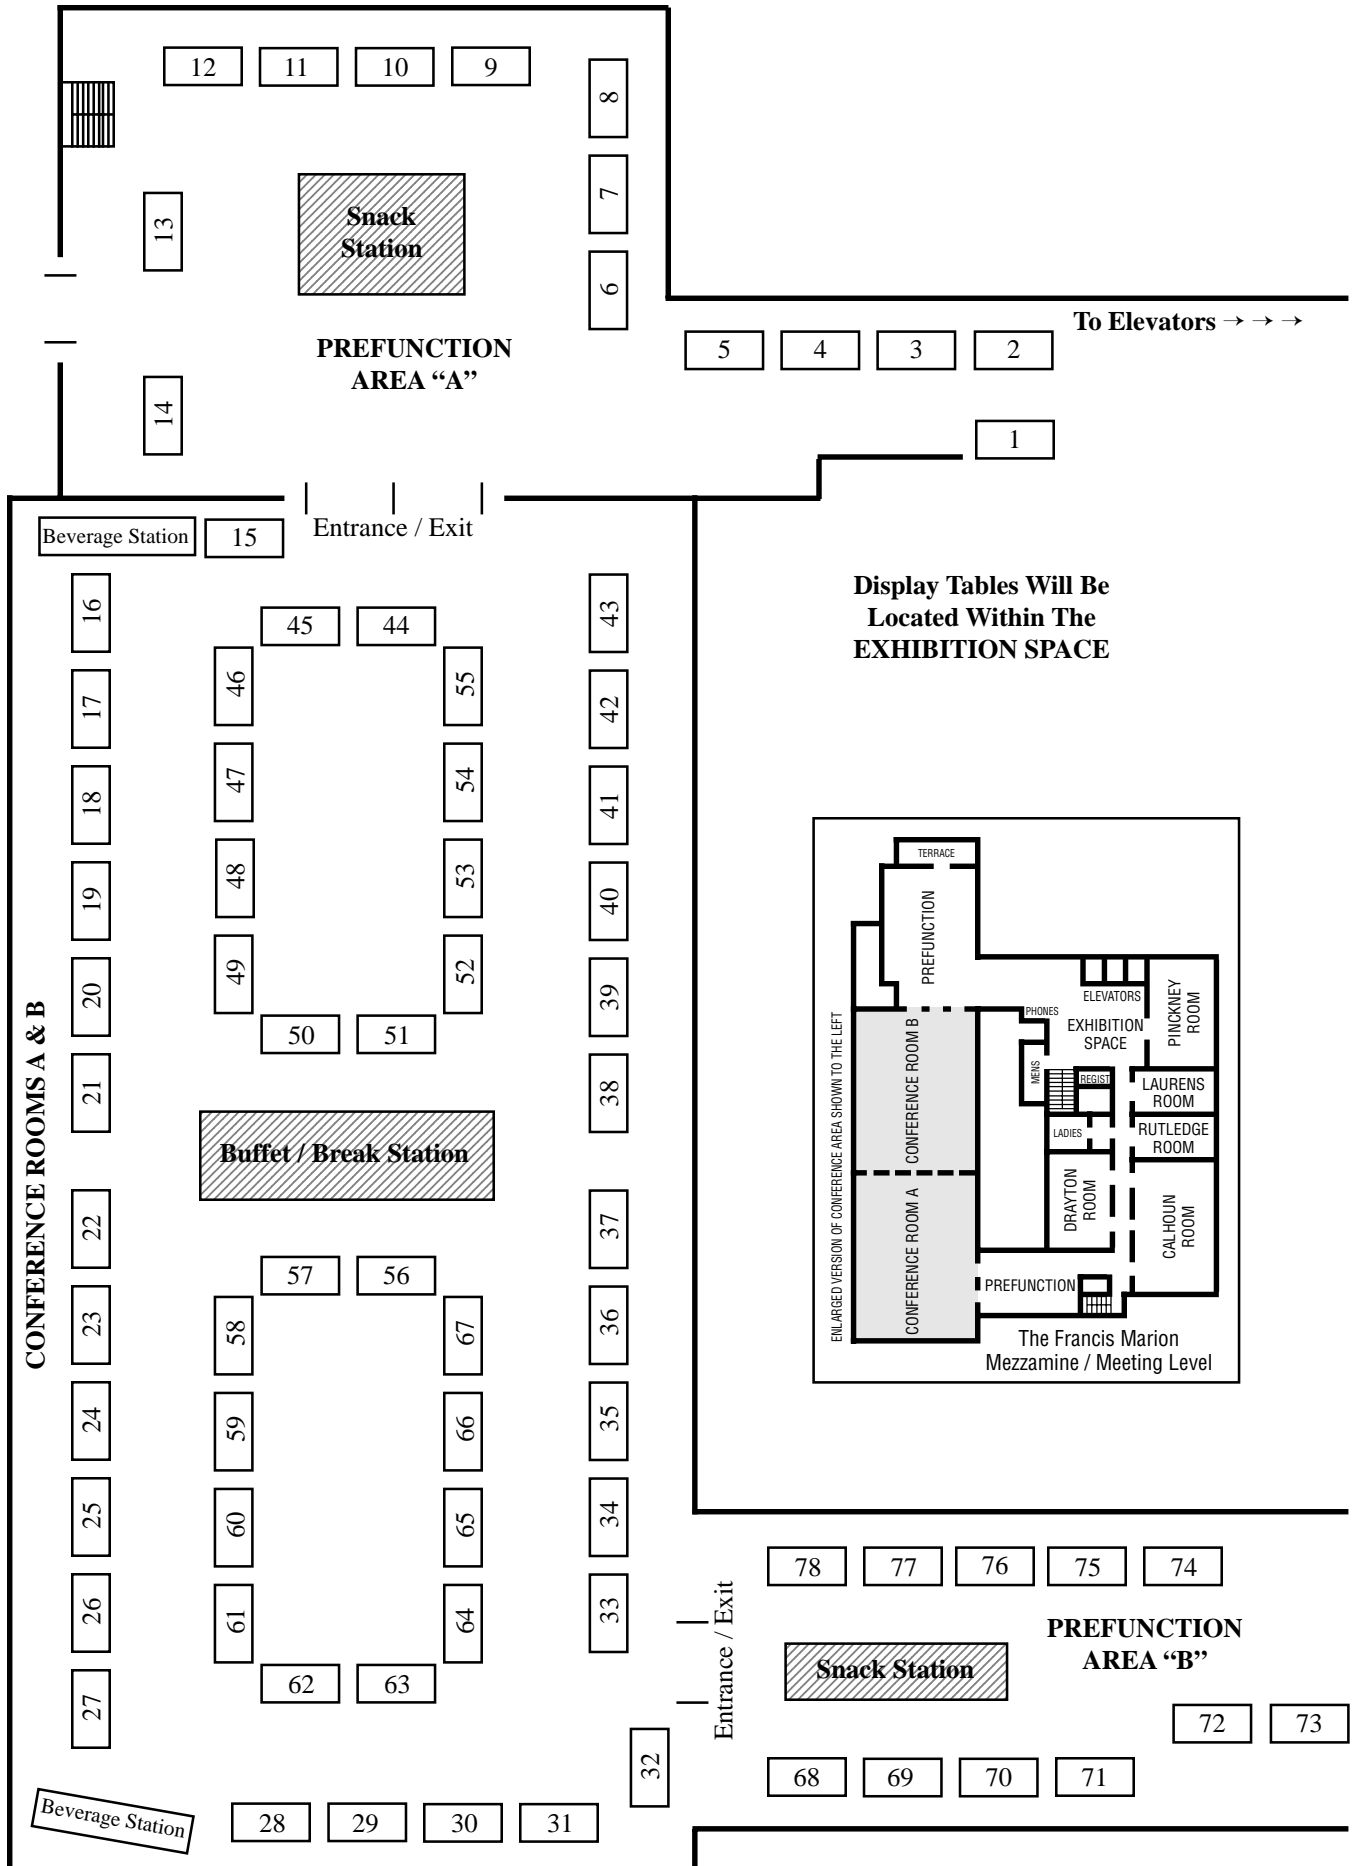 12
11
10
9
8
7
6
13
Snack
Station
14
PREFUNCTION
AREA “A”
To Elevators → → →
5
4
3
2
1
Beverage Station
15
Entrance / Exit
Display Tables Will Be
Located Within The
EXHIBITION SPACE
16
17
18
19
20
21
22
23
24
25
26
27
CONFERENCE ROOMS A & B
45
44
46
47
48
49
50
51
52
53
54
55
43
42
41
40
39
38
Buffet / Break Station
37
36
35
34
33
57
56
58
59
60
61
62
63
64
65
66
67
32
Beverage Station
28
29
30
31
TERRACE
PREFUNCTION
ELEVATORS
PINCKNEY
ROOM
PHONES
EXHIBITION
SPACE
MENS
REGIST
LAURENS
ROOM
LADIES
RUTLEDGE
ROOM
DRAYTON
ROOM
CALHOUN
ROOM
CONFERENCE ROOM B
CONFERENCE ROOM A
PREFUNCTION
ENLARGED VERSION OF CONFERENCE AREA SHOWN TO THE LEFT
The Francis Marion
Mezzamine / Meeting Level
78
77
76
75
74
Entrance / Exit
PREFUNCTION
AREA “B”
Snack Station
72
73
68
69
70
71